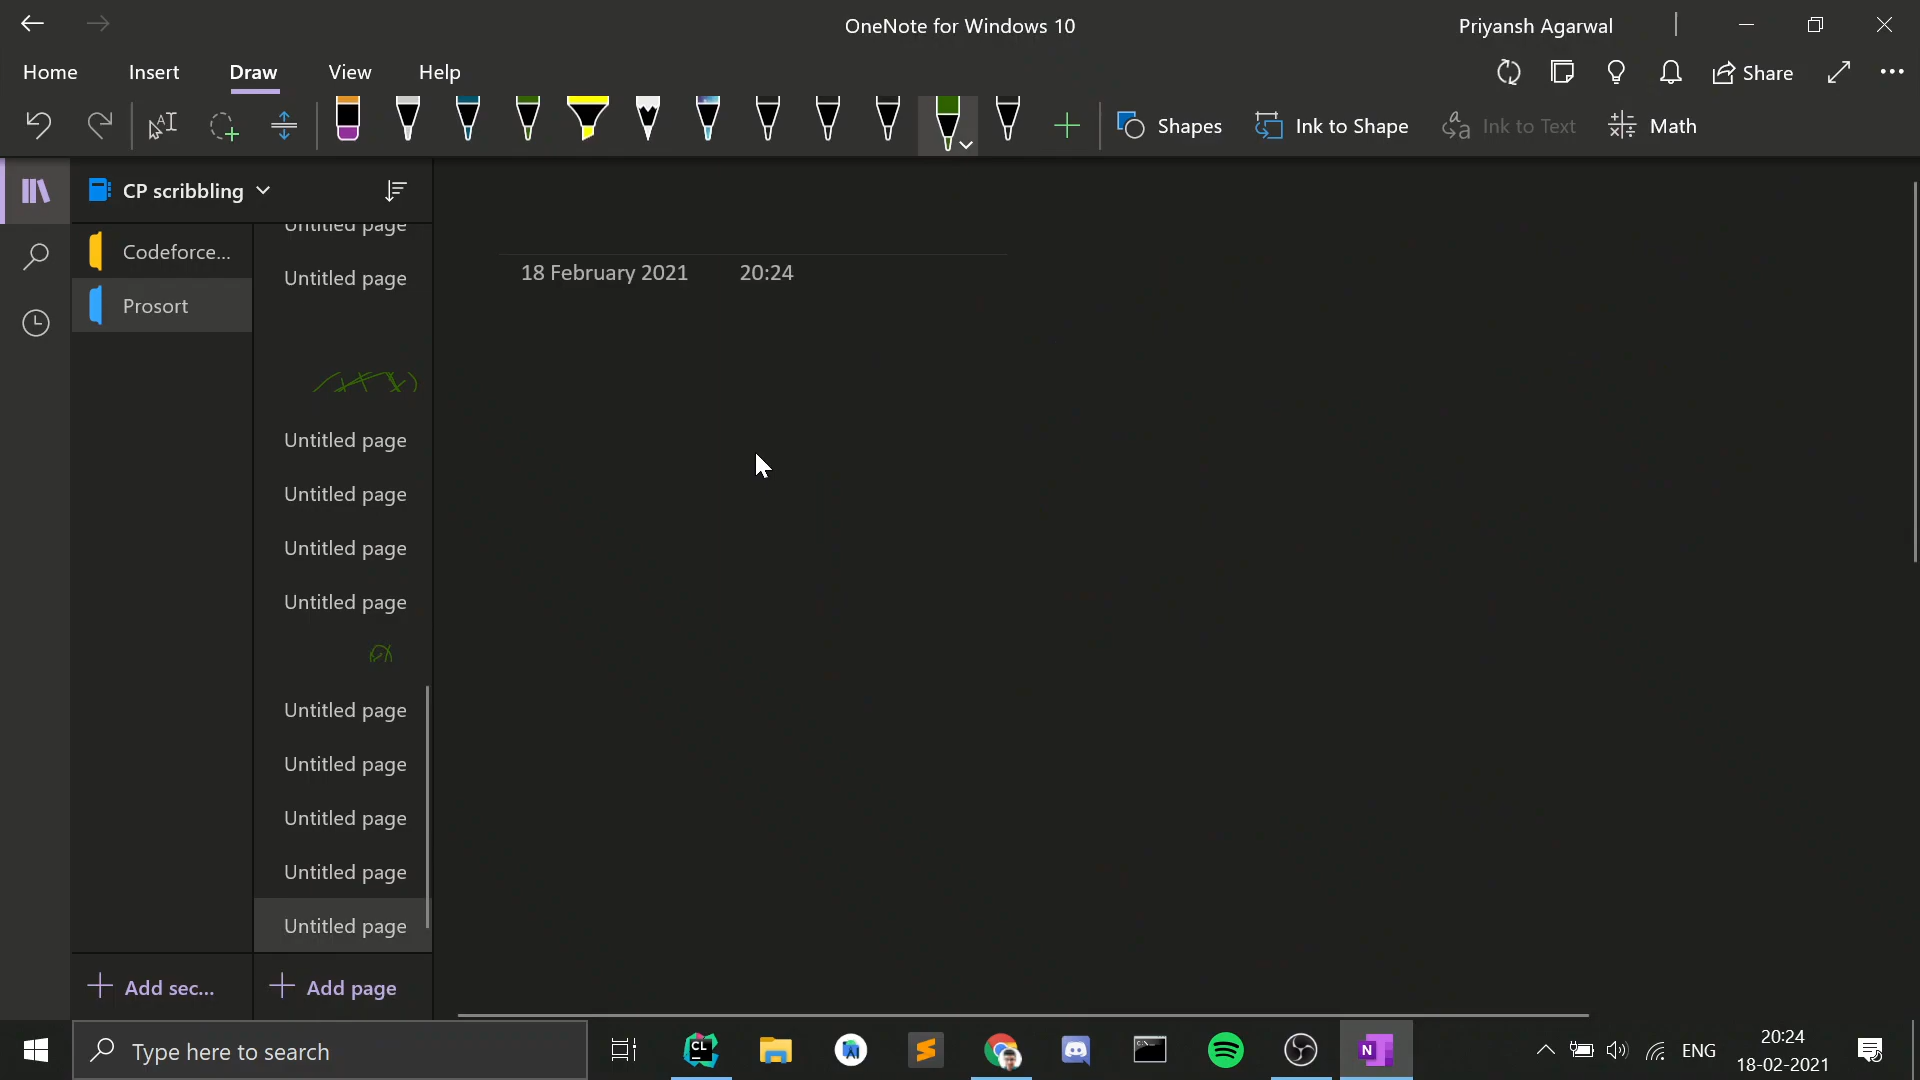 OneNote for Windows 10
Priyansh Agarwal
Home
Insert
Draw
View
Help
Share
Shapes
Ink to Shape
Ink to Text
Math
CP scribbling
Codeforce...
Prosort
Untitled page
Untitled page
Untitled page
Untitled page
Untitled page
Untitled page
Untitled page
Untitled page
Untitled page
Untitled page
Untitled page
18 February 2021 20:24
Add sec...
Add page
Type here to search
CL
N
ENG
20:24
18-02-2021